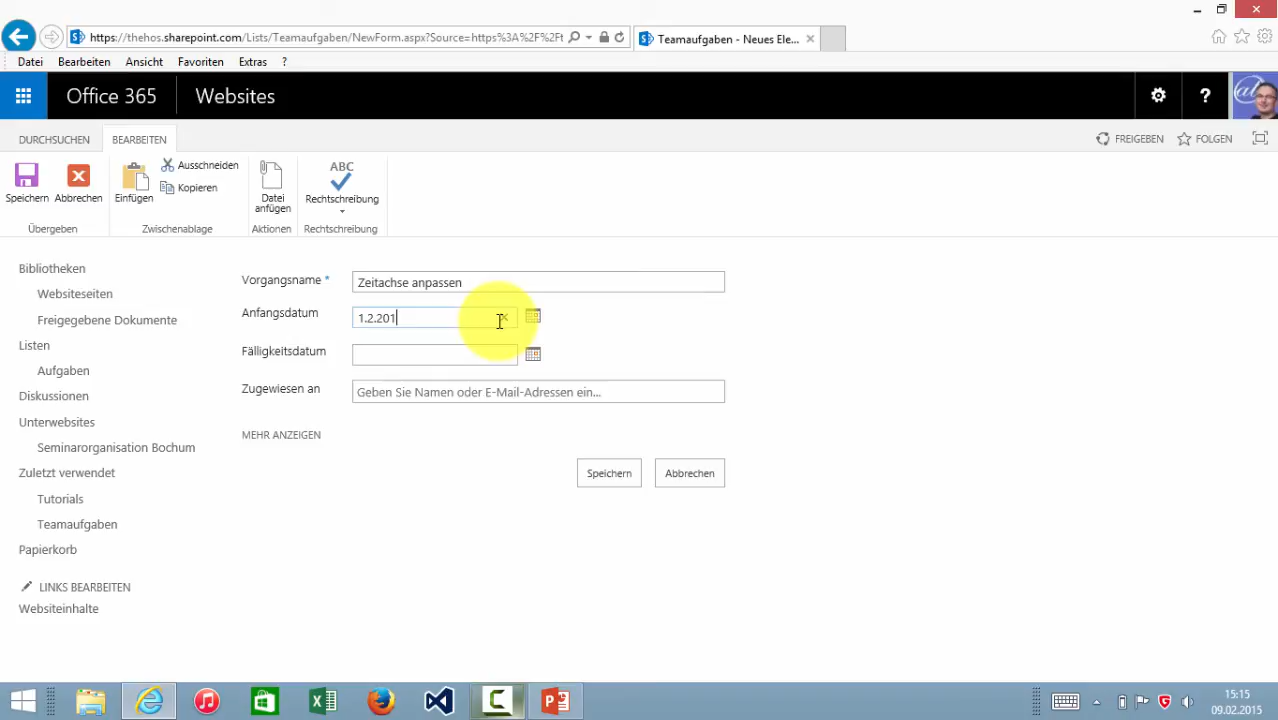 https://thehos.sharepoint.com/Lists/Teamaufgaben/NewForm.aspx?Source=https%3A%2F%2Ft
Teamaufgaben - Neues Ele...
Datei Bearbeiten Ansicht Favoriten Extras ?
Office 365 Websites ?
DURCHSUCHEN BEARBEITEN FREIGEBEN FOLGEN
Speichern Abbrechen Einfügen Ausschneiden Kopieren Datei anfügen ABC Rechtschreibung
Übergeben Zwischenablage Aktionen Rechtschreibung
Bibliotheken
Websiteseiten
Freigegebene Dokumente
Listen
Aufgaben
Diskussionen
Unterwebsites
Seminarorganisation Bochum
Zuletzt verwendet
Tutorials
Teamaufgaben
Papierkorb
LINKS BEARBEITEN
Websiteinhalte
Vorgangsname * Zeitachse anpassen
Anfangsdatum 1.2.201
Fälligkeitsdatum
Zugewiesen an Geben Sie Namen oder E-Mail-Adressen ein...
MEHR ANZEIGEN
Speichern Abbrechen
15:15
09.02.2015